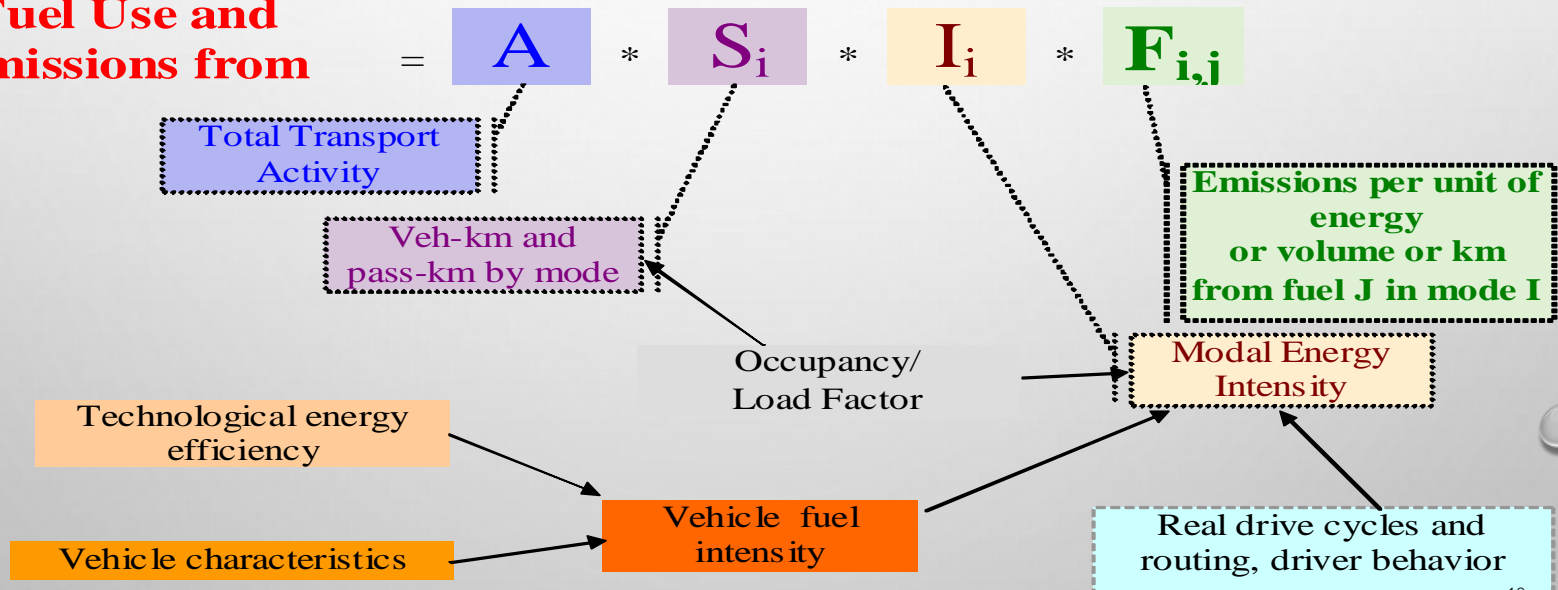 Fuel Use and
missions from
= A * Si * Ii * Fi,j
Total Transport
Activity
Emissions per unit of
energy
or volume or km
from fuel J in mode I
Veh-km and
pass-km by mode
Occupancy/
Load Factor
Modal Energy
Intensity
Technological energy
efficiency
Vehicle fuel
intensity
Vehicle characteristics
Real drive cycles and
routing, driver behavior